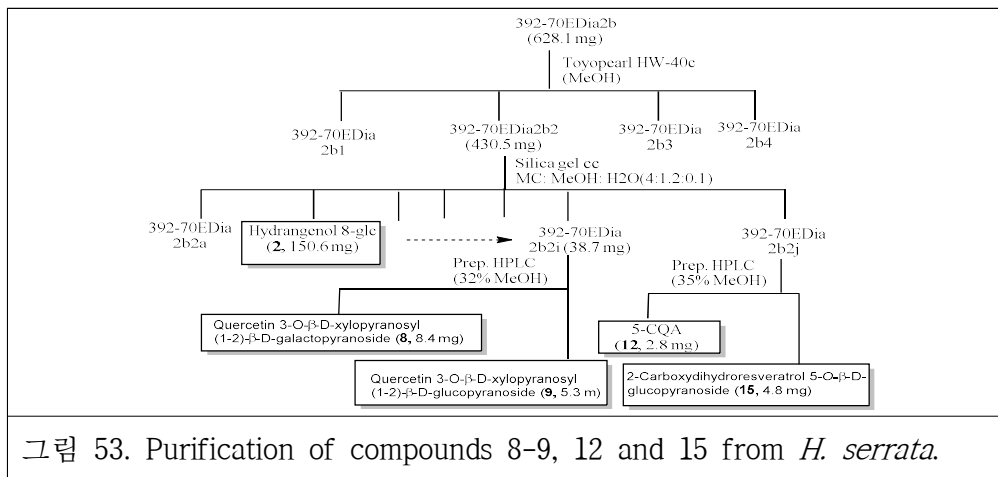 392-70EDia2b
(628.1 mg)
Toyopearl HW-40c
(MeOH)
392-70EDia
2b1
392-70EDia2b2
(430.5 mg)
392-70EDia
2b3
392-70EDia
2b4
Silica gel cc
MC: MeOH: H2O(4:1.2:0.1)
392-70EDia
2b2a
Hydrangenol 8-glc
(2, 150.6 mg)
392-70EDia
2b2i (38.7 mg)
392-70EDia
2b2j
Prep. HPLC
(32% MeOH)
Prep. HPLC
(35% MeOH)
Quercetin 3-O-β-D-xylopyranosyl
(1-2)-β-D-galactopyranoside (8, 8.4 mg)
5-CQA
(12, 2.8 mg)
Quercetin 3-O-β-D-xylopyranosyl
(1-2)-β-D-glucopyranoside (9, 5.3 m)
2-Carboxydihydroresveratrol 5-O-β-D-
glucopyranoside (15, 4.8 mg)
그림 53. Purification of compounds 8-9, 12 and 15 from H. serrata.